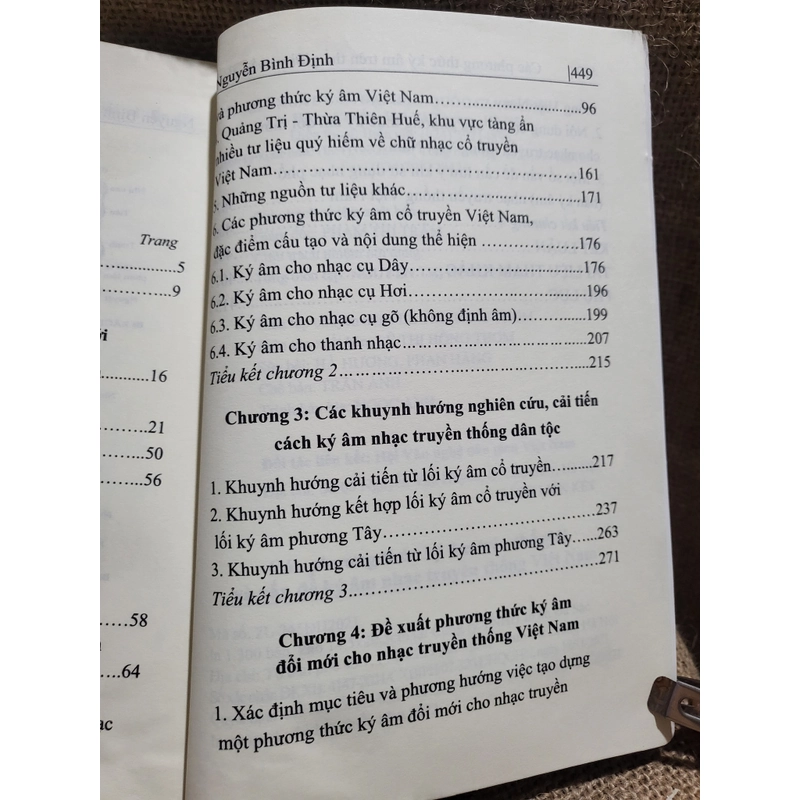 Trang
5
9
16
21
50
56
58
64
Nguyễn Bình Định |449
và phương thức ký âm Việt Nam..............................96
Quảng Trị - Thừa Thiên Huế, khu vực tàng ẩn
nhiều tư liệu quý hiếm về chữ nhạc cổ truyền
Việt Nam..............................161
5. Những nguồn tư liệu khác..............................171
6. Các phương thức ký âm cổ truyền Việt Nam,
đặc điểm cấu tạo và nội dung thể hiện ....................176
6.1. Ký âm cho nhạc cụ Dây..............................176
6.2. Ký âm cho nhạc cụ Hơi..............................196
6.3. Ký âm cho nhạc cụ gõ (không định âm)....................199
6.4. Ký âm cho thanh nhạc..............................207
Tiểu kết chương 2..............................215
Chương 3: Các khuynh hướng nghiên cứu, cải tiến
cách ký âm nhạc truyền thống dân tộc
1. Khuynh hướng cải tiến từ lối ký âm cổ truyền............217
2. Khuynh hướng kết hợp lối ký âm cổ truyền với
lối ký âm phương Tây..............................237
3. Khuynh hướng cải tiến từ lối ký âm phương Tây..........263
Tiểu kết chương 3..............................271
Chương 4: Đề xuất phương thức ký âm
đổi mới cho nhạc truyền thống Việt Nam
1. Xác định mục tiêu và phương hướng việc tạo dựng
một phương thức ký âm đổi mới cho nhạc truyền